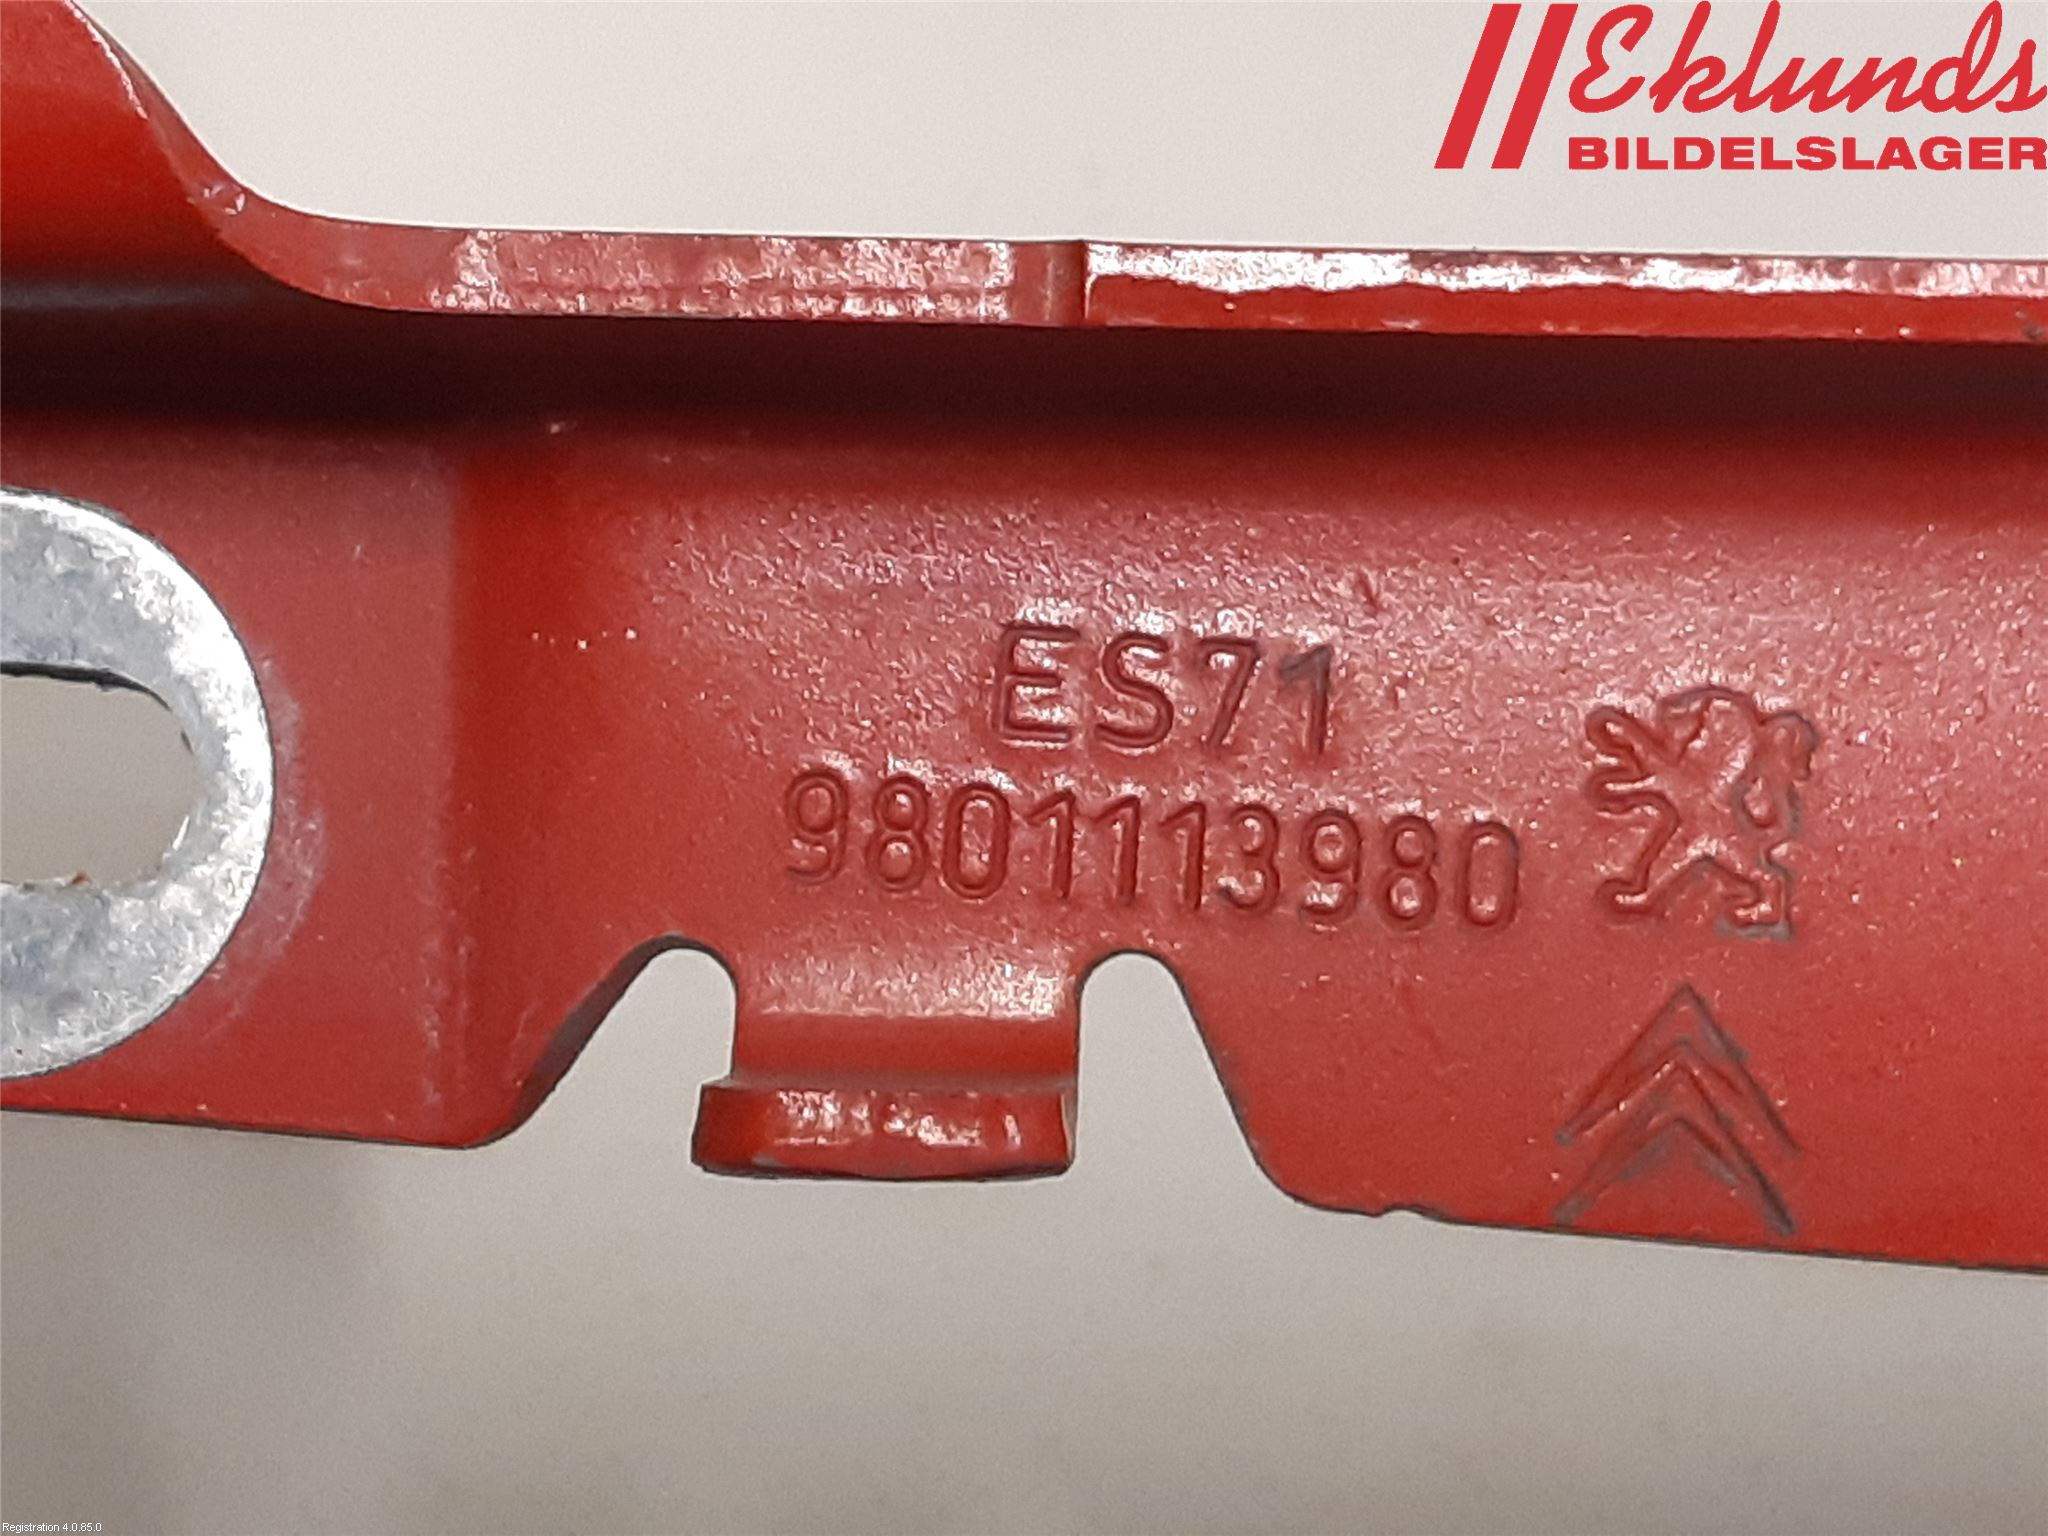 Eklunds
BILDELSLAGER
ES71
9801113980
Registration 4.0.85.0